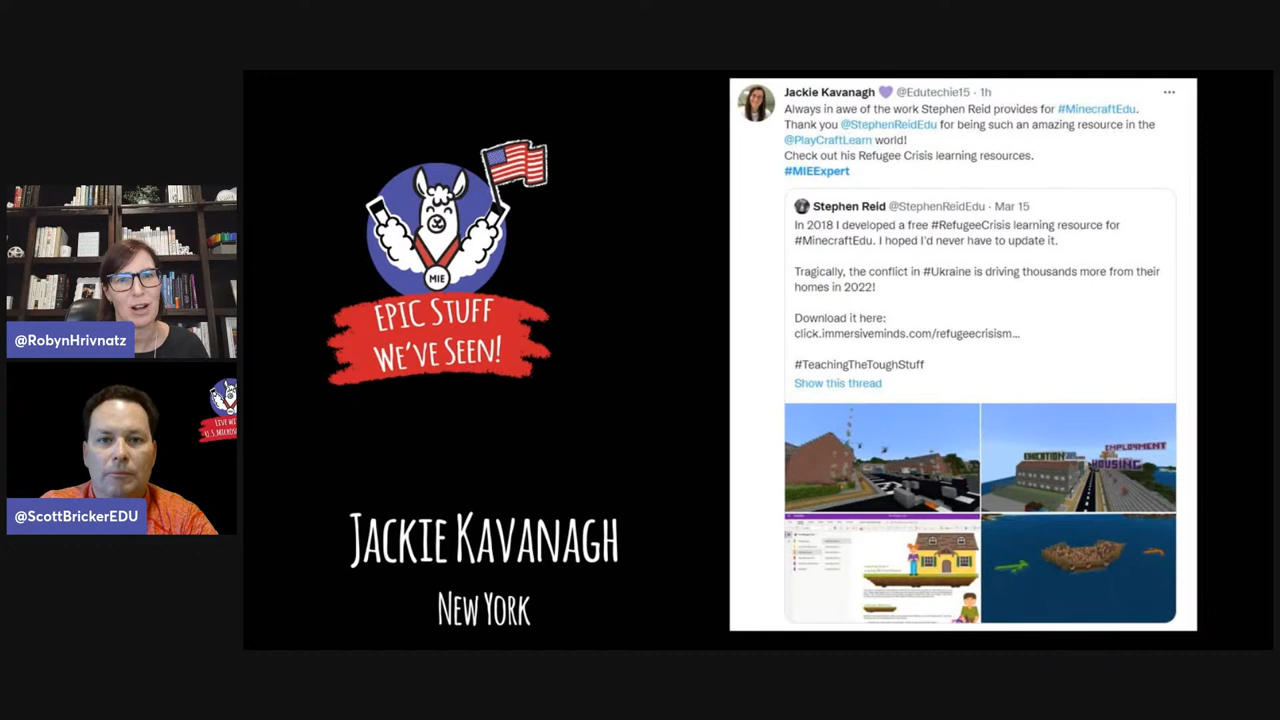 @RobynHrivnatz
@ScottBrickerEDU
MIE
EPIC STUFF
WE'VE SEEN!
JACKIE KAVANAGH
NEW YORK
Jackie Kavanagh 💜 @Edutechie15 · 1h
Always in awe of the work Stephen Reid provides for #MinecraftEdu.
Thank you @StephenReidEdu for being such an amazing resource in the
@PlayCraftLearn world!
Check out his Refugee Crisis learning resources.
#MIEExpert
Stephen Reid @StephenReidEdu · Mar 15
In 2018 I developed a free #RefugeeCrisis learning resource for
#MinecraftEdu. I hoped I'd never have to update it.
Tragically, the conflict in #Ukraine is driving thousands more from their
homes in 2022!
Download it here:
click.immersiveminds.com/refugeecrisism...
#TeachingTheToughStuff
Show this thread
EDUCATION
HOUSING
EMPLOYMENT